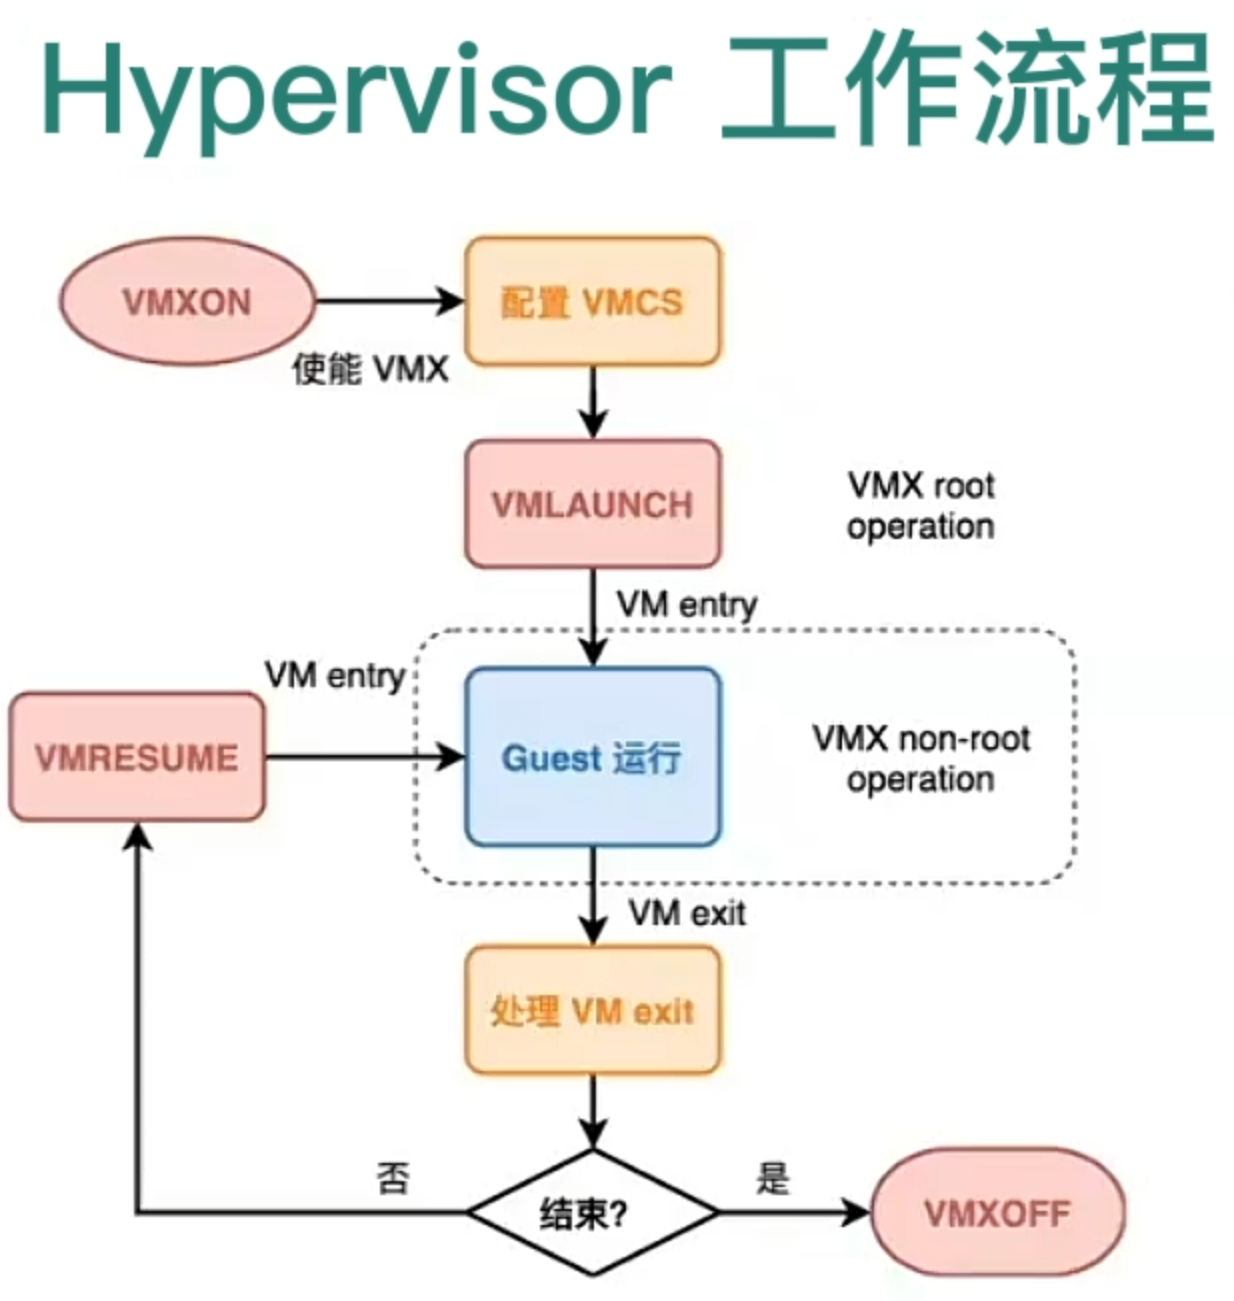 Hypervisor 工作流程
VMXON
配置 VMCS
使能 VMX
VMLAUNCH
VMX root
operation
VM entry
VM entry
VMRESUME
Guest 运行
VMX non-root
operation
VM exit
处理 VM exit
否
结束?
是
VMXOFF